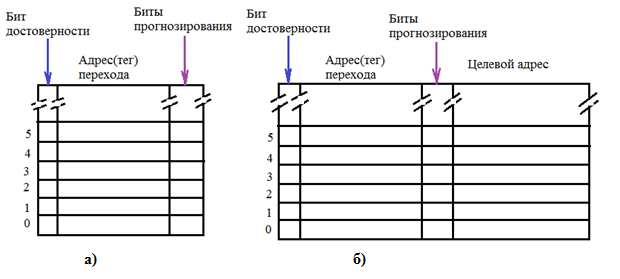 Бит
достоверности
Адрес(тег)
перехода
Биты
прогнозирования
5
4
3
2
1
0
а)
Бит
достоверности
Адрес(тег)
перехода
Биты
прогнозирования
Целевой адрес
5
4
3
2
1
0
б)